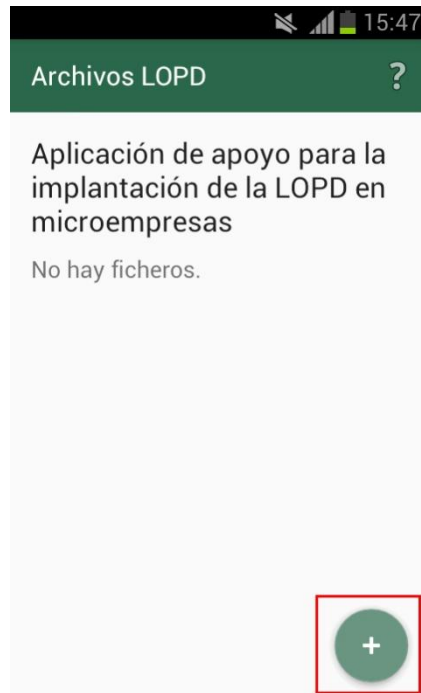 15:47
Archivos LOPD ?
Aplicación de apoyo para la
implantación de la LOPD en
microempresas
No hay ficheros.
+